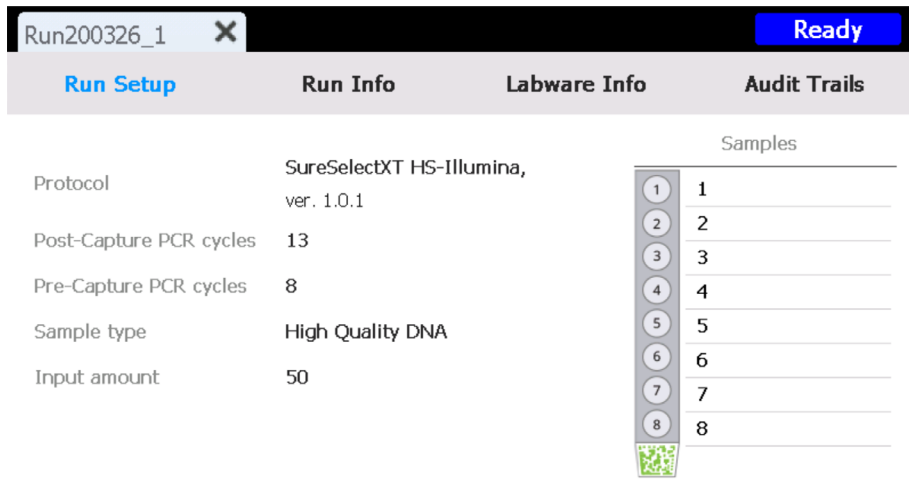 Run200326_1
Ready
Run Setup Run Info Labware Info Audit Trails
Samples
Protocol SureSelectXT HS-Illumina,
ver. 1.0.1
Post-Capture PCR cycles 13
Pre-Capture PCR cycles 8
Sample type High Quality DNA
Input amount 50
1 1
2 2
3 3
4 4
5 5
6 6
7 7
8 8